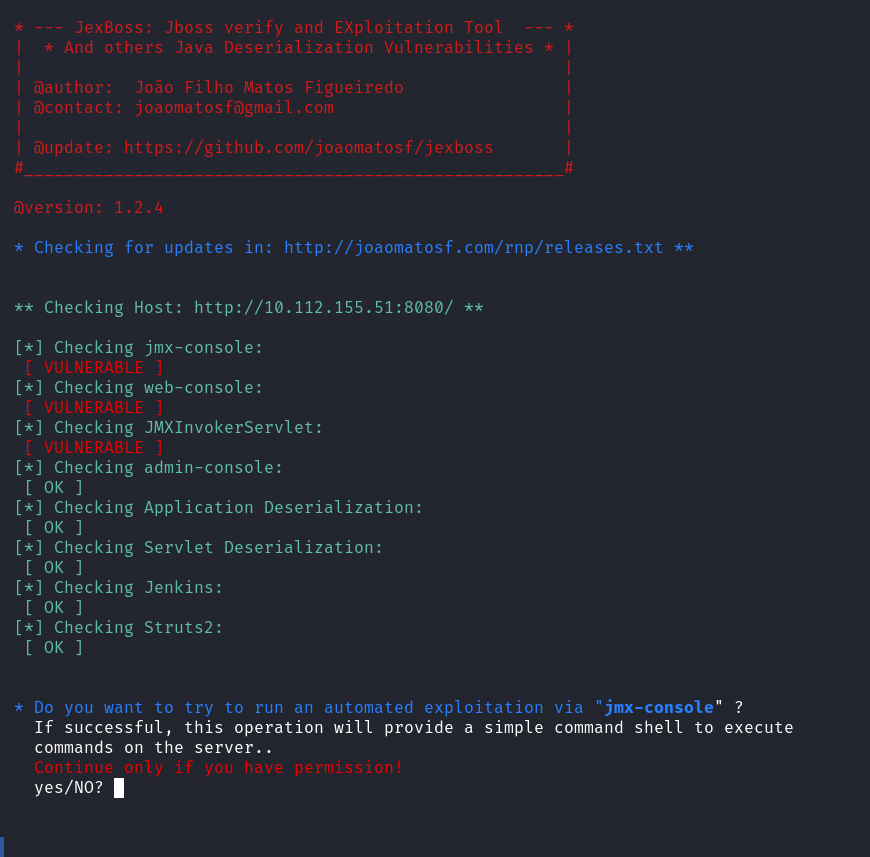 * --- JexBoss: Jboss verify and EXploitation Tool  --- *
|  * And others Java Deserialization Vulnerabilities * |
|                                                      |
| @author:  João Filho Matos Figueiredo                |
| @contact: joaomatosf@gmail.com                       |
|                                                      |
| @update: https://github.com/joaomatosf/jexboss       |
#______________________________________________________#
@version: 1.2.4
* Checking for updates in: http://joaomatosf.com/rnp/releases.txt **
** Checking Host: http://10.112.155.51:8080/ **
[*] Checking jmx-console:
 [ VULNERABLE ]
[*] Checking web-console:
 [ VULNERABLE ]
[*] Checking JMXInvokerServlet:
 [ VULNERABLE ]
[*] Checking admin-console:
 [ OK ]
[*] Checking Application Deserialization:
 [ OK ]
[*] Checking Servlet Deserialization:
 [ OK ]
[*] Checking Jenkins:
 [ OK ]
[*] Checking Struts2:
 [ OK ]
* Do you want to try to run an automated exploitation via "jmx-console" ?
  If successful, this operation will provide a simple command shell to execute
  commands on the server..
  Continue only if you have permission!
  yes/NO?